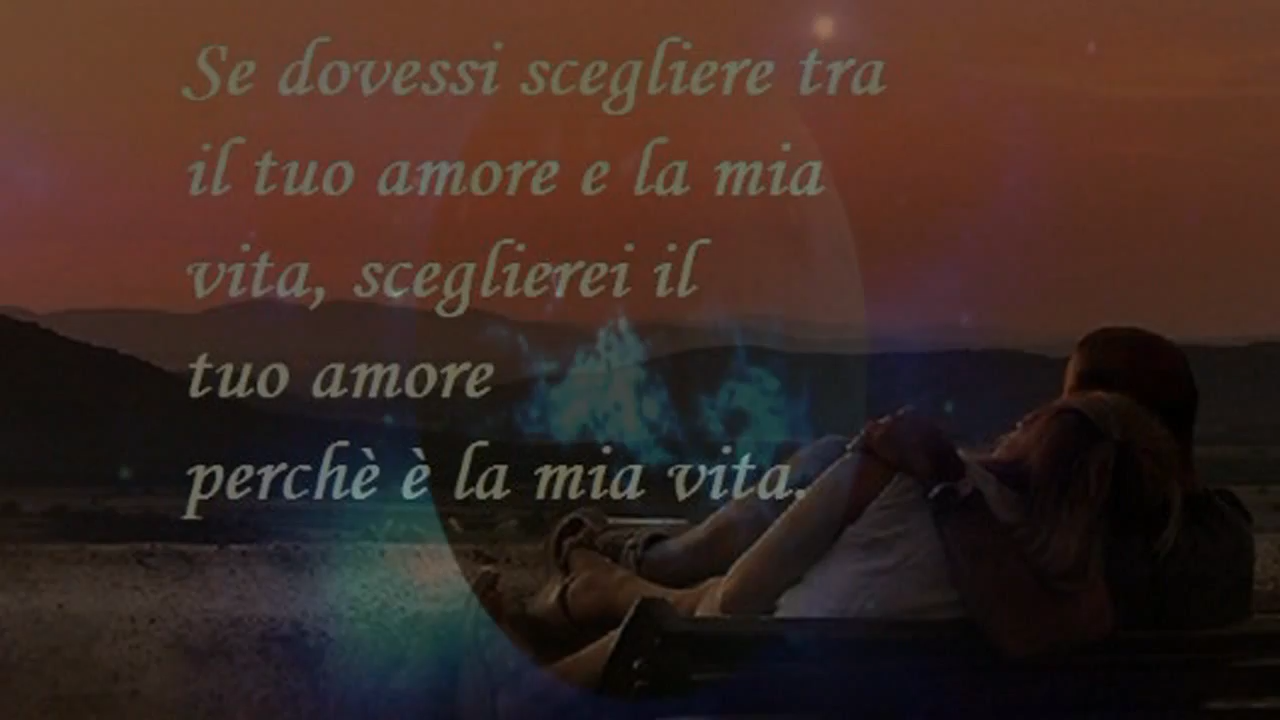 Se dovessi scegliere tra
il tuo amore e la mia
vita, sceglierei il
tuo amore
perchè è la mia vita.